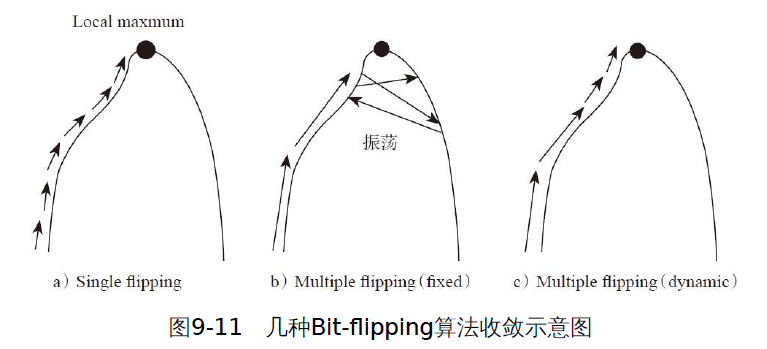 Local maxmum
振荡
a）Single flipping
b）Multiple flipping（fixed）
c）Multiple flipping（dynamic）
图9-11 几种Bit-flipping算法收敛示意图